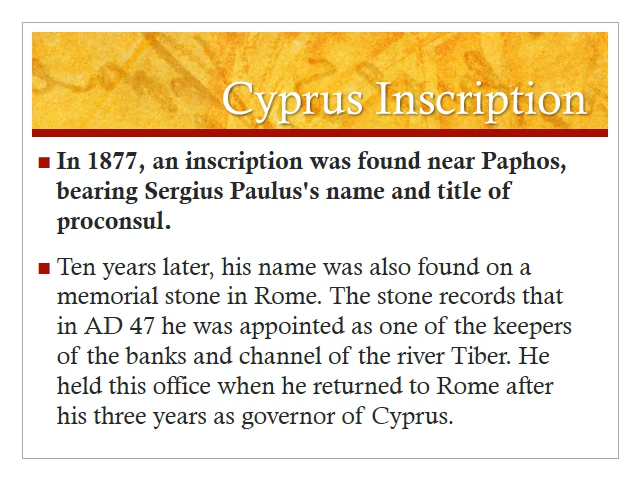 Cyprus Inscription
■ In 1877, an inscription was found near Paphos,
bearing Sergius Paulus's name and title of
proconsul.
■ Ten years later, his name was also found on a
memorial stone in Rome. The stone records that
in AD 47 he was appointed as one of the keepers
of the banks and channel of the river Tiber. He
held this office when he returned to Rome after
his three years as governor of Cyprus.